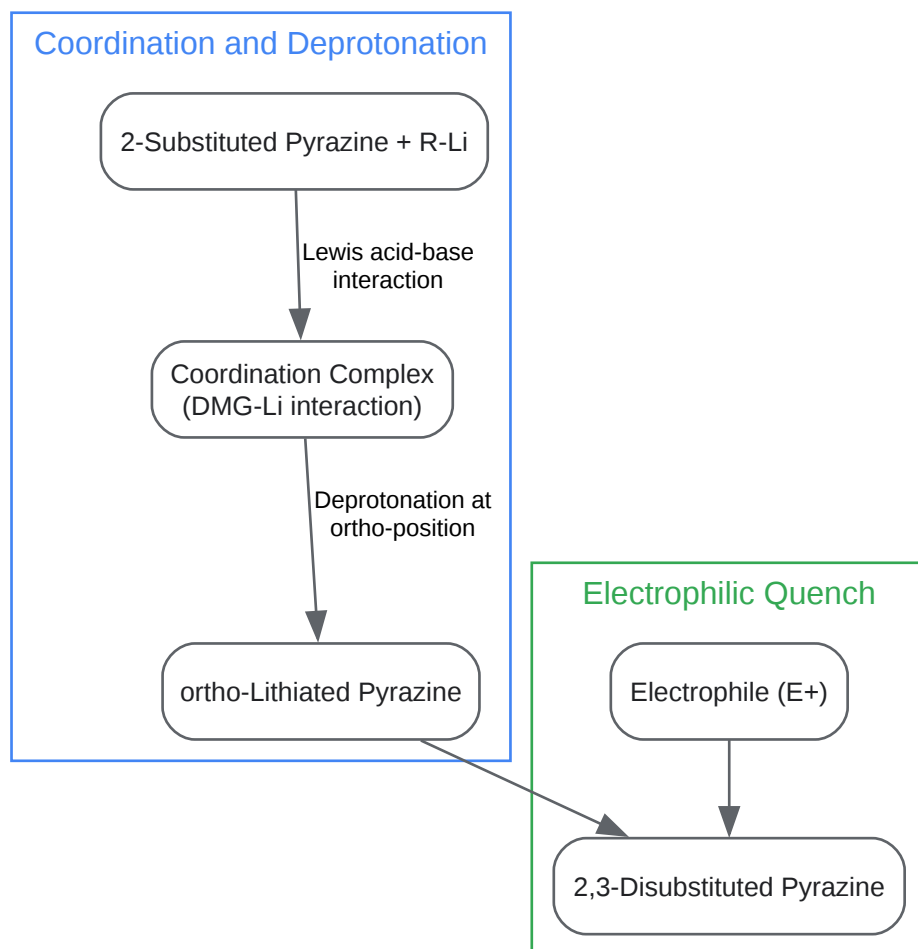 Coordination and Deprotonation
2-Substituted Pyrazine + R-Li
Lewis acid-base
interaction
Coordination Complex
(DMG-Li interaction)
Deprotonation at
ortho-position
ortho-Lithiated Pyrazine
Electrophilic Quench
Electrophile (E+)
2,3-Disubstituted Pyrazine